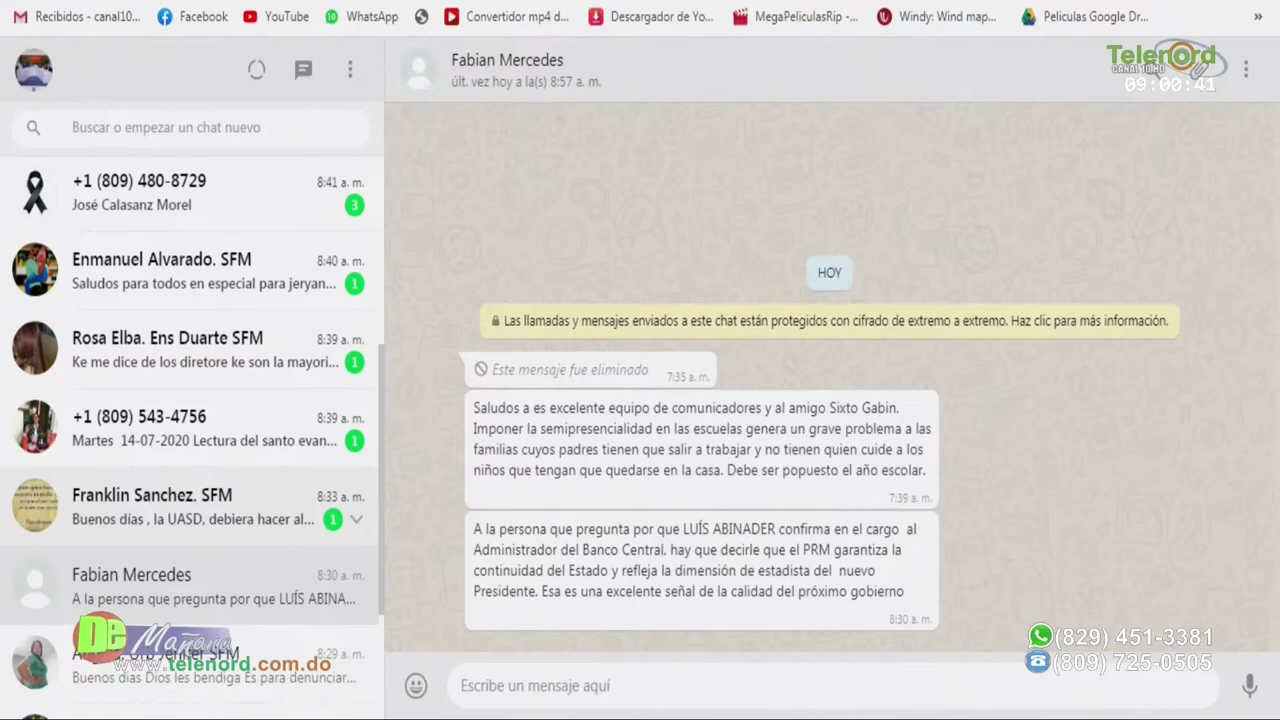 Recibidos - canal10...
Facebook
YouTube
WhatsApp
Convertidor mp4 d...
Descargador de Yo...
MegaPeliculasRip -...
Windy: Wind map...
Peliculas Google Dr...
»
Fabian Mercedes
últ. vez hoy a la(s) 8:57 a. m.
Telenord
CANAL 10 HD
09:00:41
Buscar o empezar un chat nuevo
+1 (809) 480-8729
8:41 a. m.
José Calasanz Morel
3
Enmanuel Alvarado. SFM
8:40 a. m.
Saludos para todos en especial para jeryan...
1
Rosa Elba. Ens Duarte SFM
8:39 a. m.
Ke me dice de los diretore ke son la mayori...
1
+1 (809) 543-4756
8:39 a. m.
Martes 14-07-2020 Lectura del santo evan...
1
Franklin Sanchez. SFM
8:33 a. m.
Buenos días , la UASD, debiera hacer al...
1
Fabian Mercedes
8:30 a. m.
A la persona que pregunta por que LUÍS ABINA...
SFM
8:29 a. m.
Buenos días Dios les bendiga Es para denunciar...
De Mañana
www.telenord.com.do
HOY
Las llamadas y mensajes enviados a este chat están protegidos con cifrado de extremo a extremo. Haz clic para más información.
Este mensaje fue eliminado
7:35 a. m.
Saludos a es excelente equipo de comunicadores y al amigo Sixto Gabin.
Imponer la semipresencialidad en las escuelas genera un grave problema a las
familias cuyos padres tienen que salir a trabajar y no tienen quien cuide a los
niños que tengan que quedarse en la casa. Debe ser popuesto el año escolar.
7:39 a. m.
A la persona que pregunta por que LUÍS ABINADER confirma en el cargo al
Administrador del Banco Central, hay que decirle que el PRM garantiza la
continuidad del Estado y refleja la dimensión de estadista del nuevo
Presidente. Esa es una excelente señal de la calidad del próximo gobierno
8:30 a. m.
(829) 451-3381
(809) 725-0505
Escribe un mensaje aquí